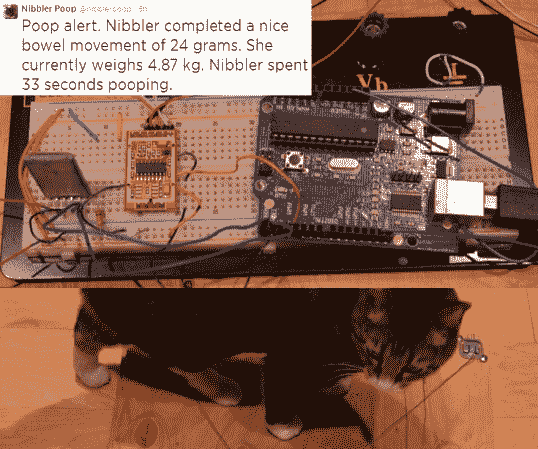 Nibbler Poop
Poop alert. Nibbler completed a nice
bowel movement of 24 grams. She
currently weighs 4.87 kg. Nibbler spent
33 seconds pooping.
Vb